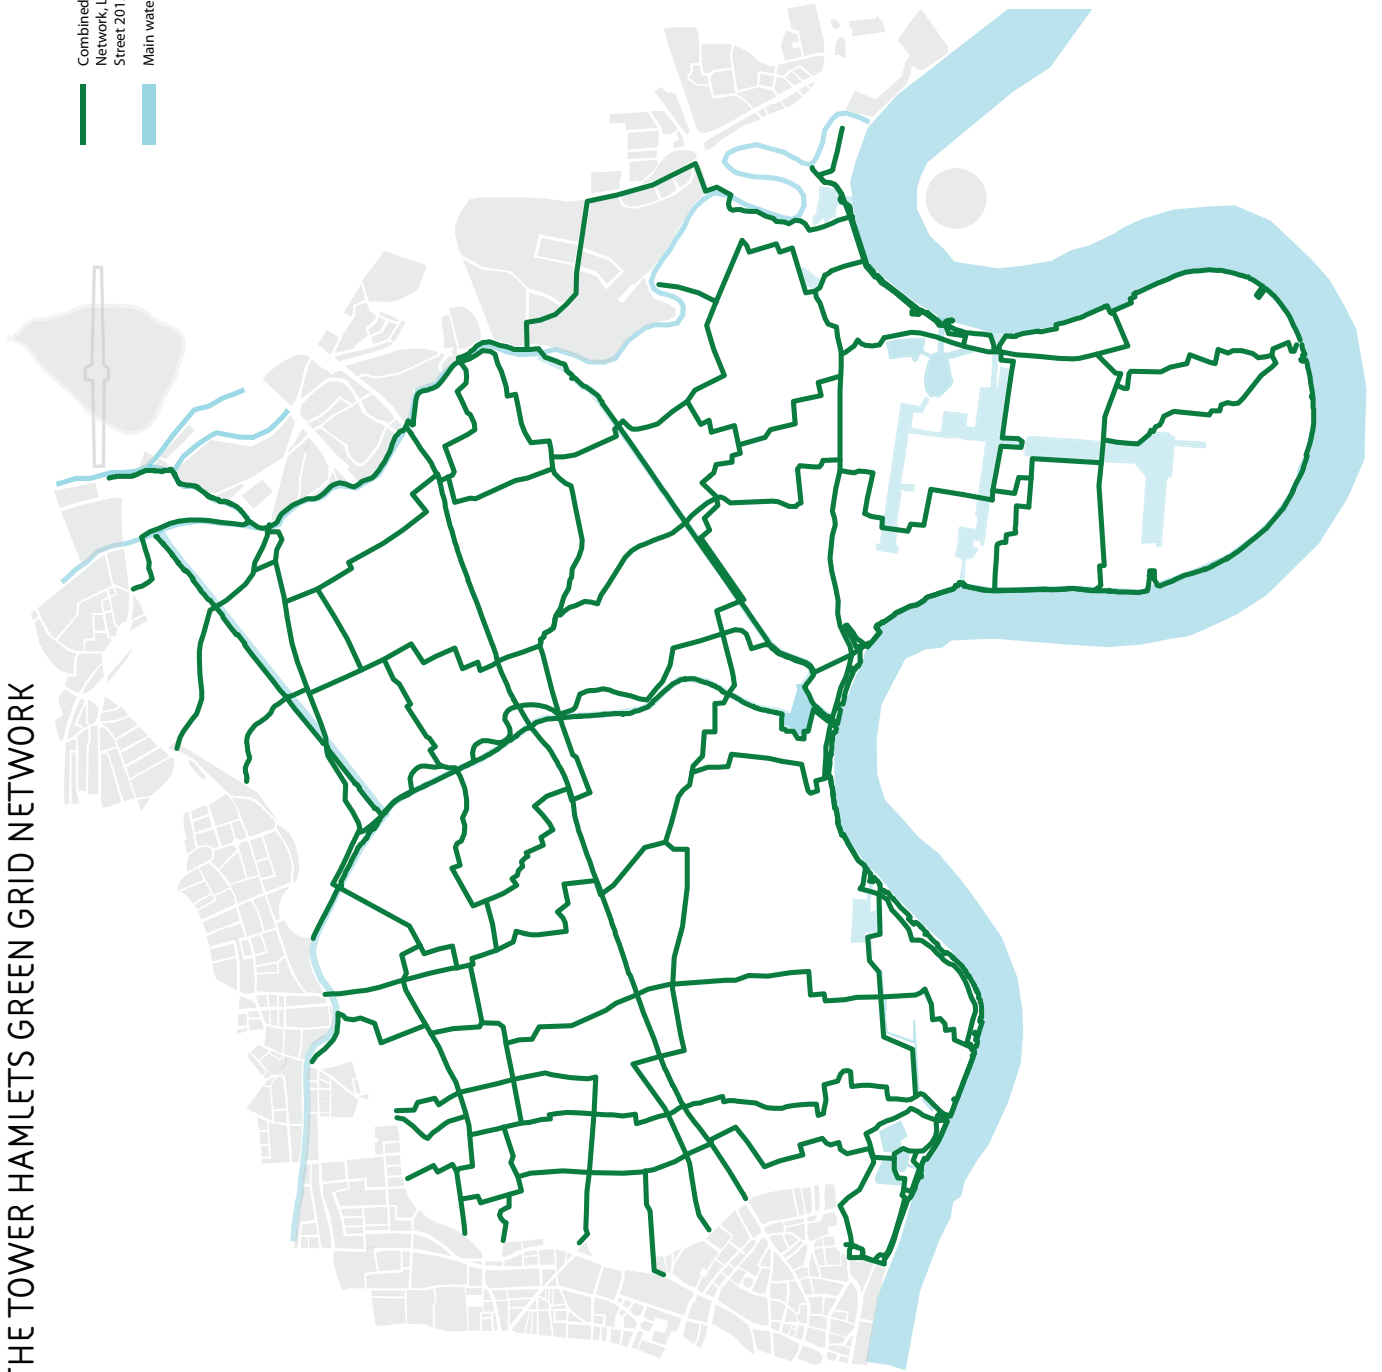 THE TOWER HAMLETS GREEN GRID NETWORK
Combined
Network, L
Street 201
Main wate